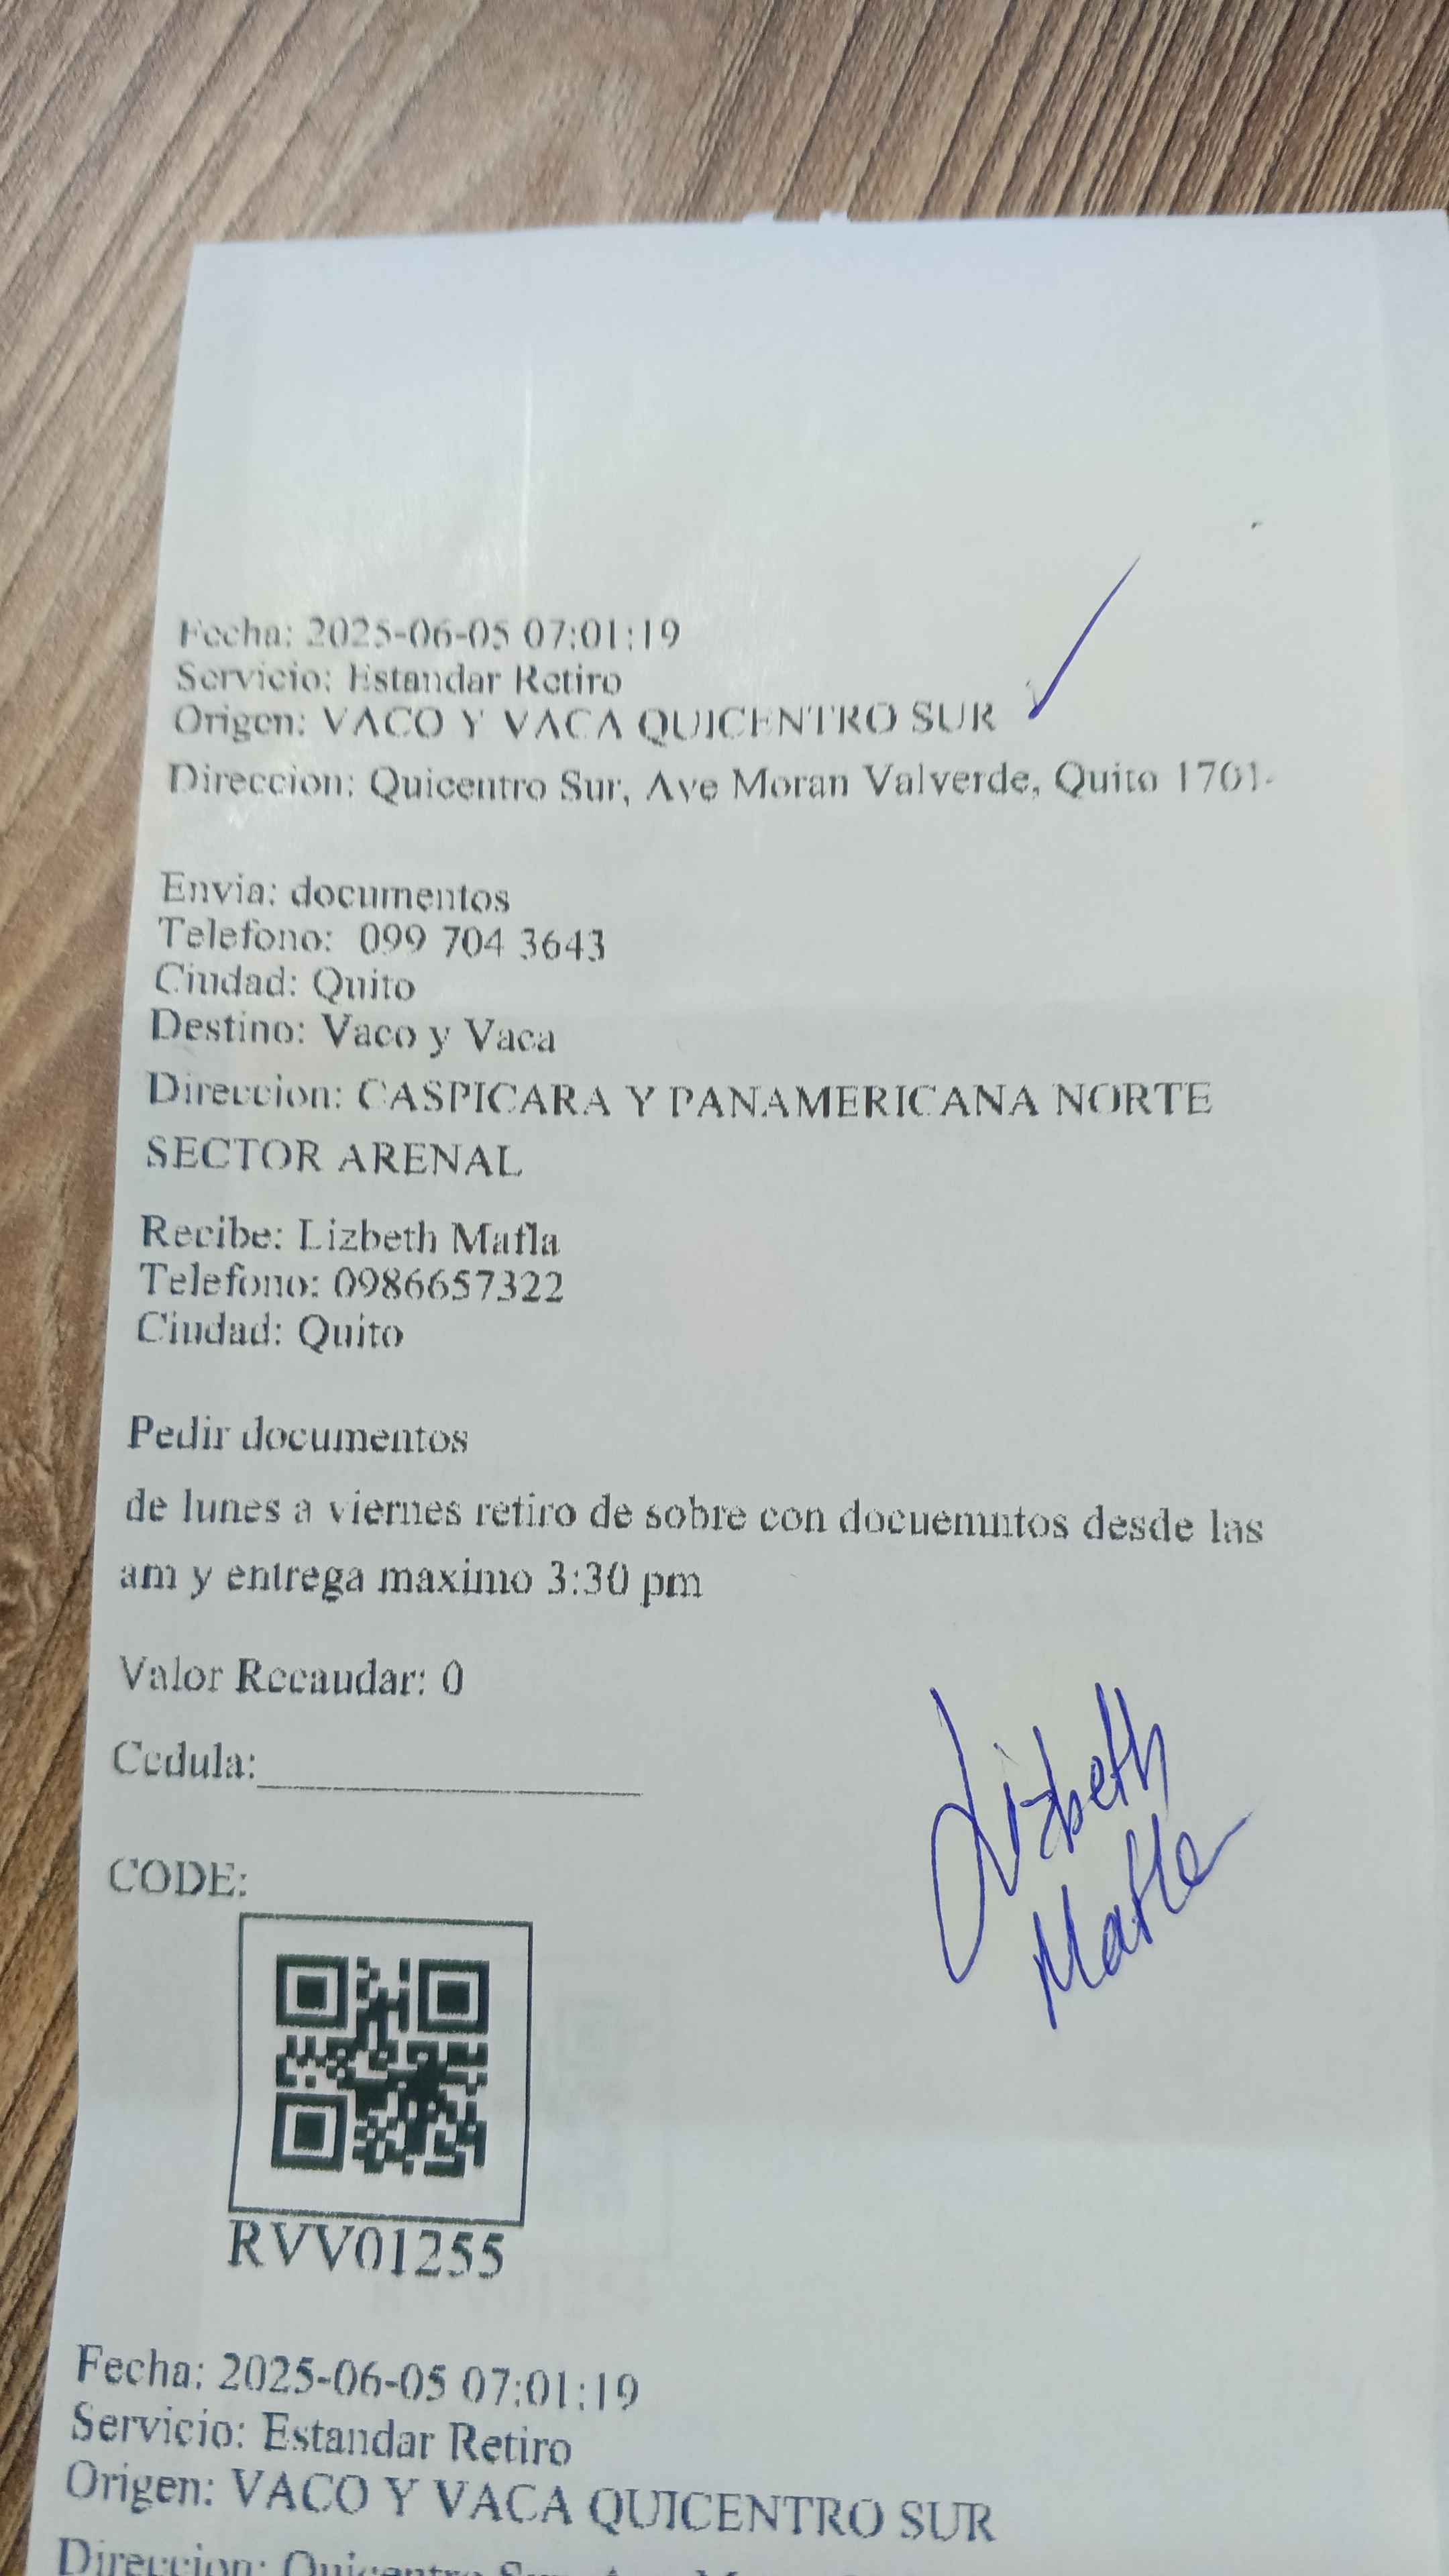 Fecha: 2025-06-05 07:01:19
Servicio: Estandar Retiro
Origen: VACO Y VACA QUICENTRO SUR
Direccion: Quicentro Sur, Ave Moran Valverde, Quito 1701-
Envia: documentos
Telefono: 099 704 3643
Ciudad: Quito
Destino: Vaco y Vaca
Direccion: CASPICARA Y PANAMERICANA NORTE
SECTOR ARENAL
Recibe: Lizbeth Mafla
Telefono: 0986657322
Ciudad: Quito
Pedir documentos
de lunes a viernes retiro de sobre con docuemntos desde las
am y entrega maximo 3:30 pm
Valor Recaudar: 0
Cedula:
Lizbeth
Mafla
CODE:
RVV01255
Fecha: 2025-06-05 07:01:19
Servicio: Estandar Retiro
Origen: VACO Y VACA QUICENTRO SUR
Direccion: Quicentro Sur,